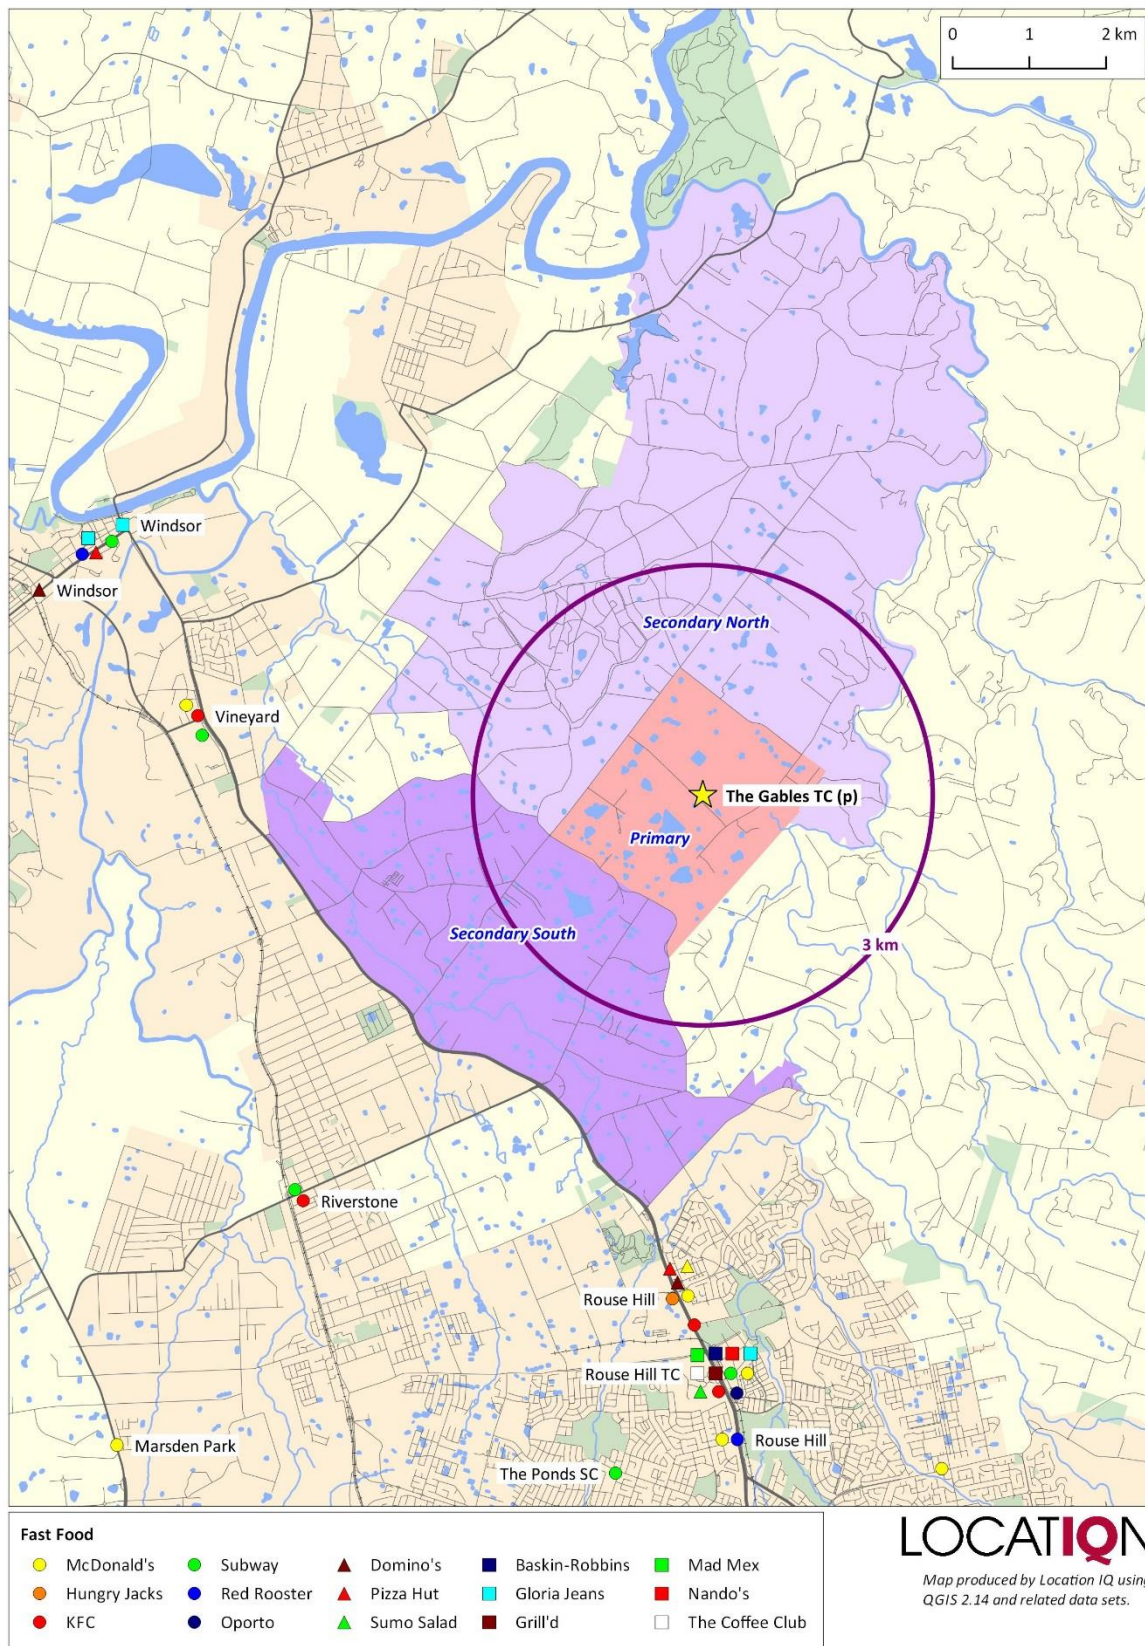 0 1 2 km
Windsor
Windsor
Secondary North
Vineyard
The Gables TC (p)
Primary
Secondary South
3 km
Riverstone
Rouse Hill
Rouse Hill TC
Marsden Park
Rouse Hill
The Ponds SC
Fast Food
McDonald's Subway Domino's Baskin-Robbins Mad Mex
Hungry Jacks Red Rooster Pizza Hut Gloria Jeans Nando's
KFC Oporto Sumo Salad Grill'd The Coffee Club
LOCATIQN
Map produced by Location IQ using
QGIS 2.14 and related data sets.